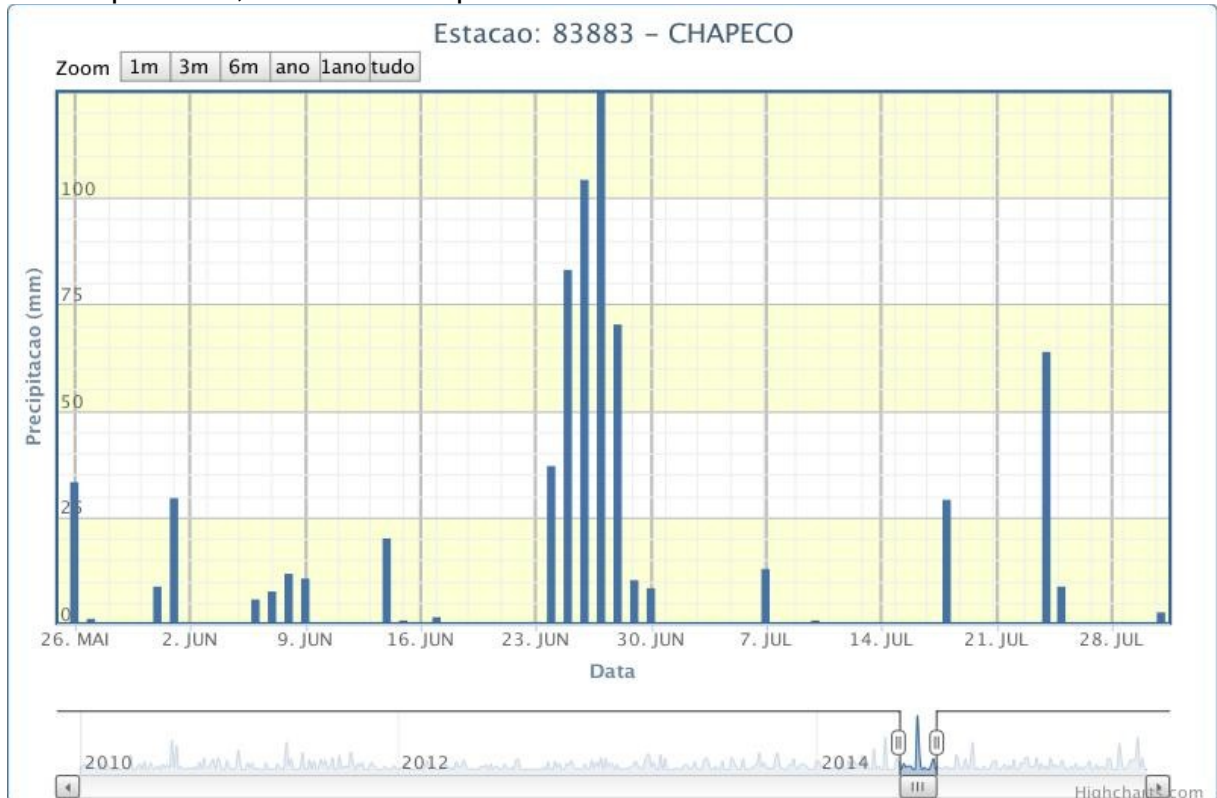 Estacao: 83883 – CHAPECO
Zoom 1m 3m 6m ano 1ano tudo
100
75
50
25
0
Precipitacao (mm)
26. MAI 2. JUN 9. JUN 16. JUN 23. JUN 30. JUN 7. JUL 14. JUL 21. JUL 28. JUL
Data
2010 2012 2014
Highcharts.com